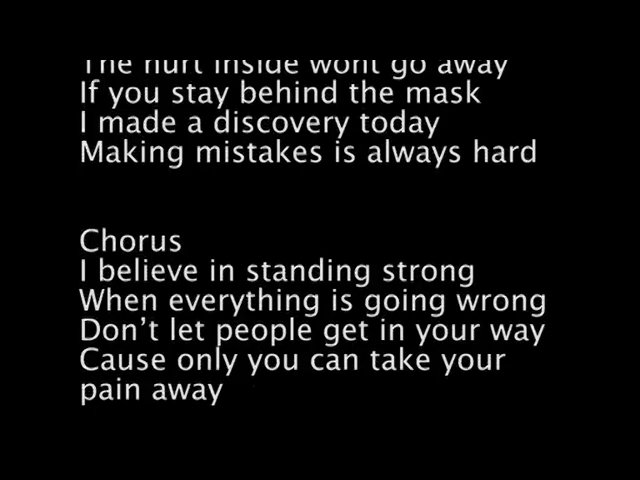 The hurt inside wont go away
If you stay behind the mask
I made a discovery today
Making mistakes is always hard
Chorus
I believe in standing strong
When everything is going wrong
Don't let people get in your way
Cause only you can take your
pain away